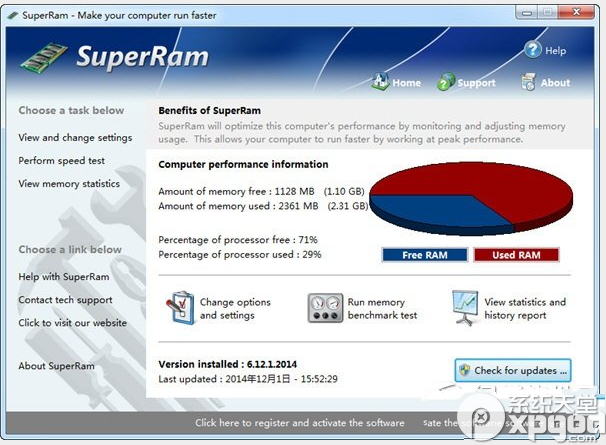 SuperRam - Make your computer run faster
SuperRam
Help
Home
Support
About
Choose a task below
View and change settings
Perform speed test
View memory statistics
Choose a link below
Help with SuperRam
Contact tech support
Click to visit our website
About SuperRam
Benefits of SuperRam
SuperRam will optimize this computer's performance by monitoring and adjusting memory
usage. This allows your computer to run faster by working at peak performance.
Computer performance information
Amount of memory free : 1128 MB (1.10 GB)
Amount of memory used : 2361 MB (2.31 GB)
Percentage of processor free : 71%
Percentage of processor used : 29%
Free RAM
Used RAM
Change options
and settings
Run memory
benchmark test
View statistics and
history report
Version installed : 6.12.1.2014
Last updated : 2014年12月1日 - 15:52:29
Check for updates ...
Click here to register and activate the software
系统天堂
xpgod